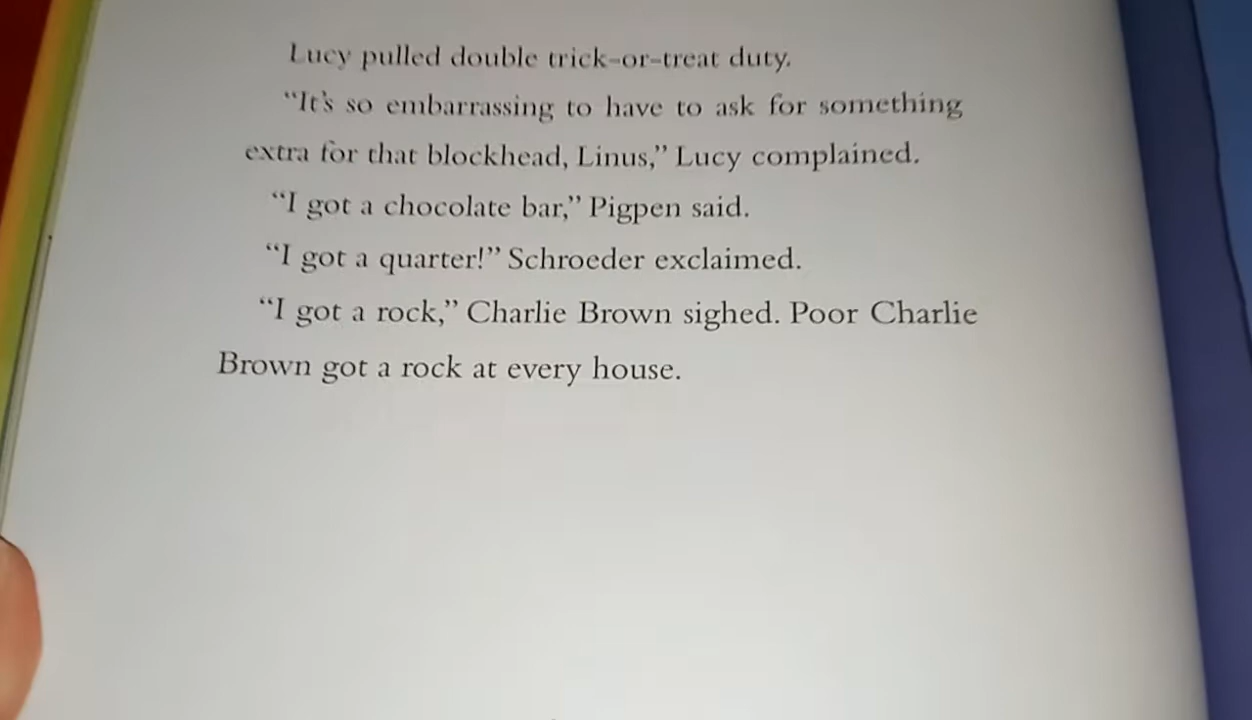 Lucy pulled double trick-or-treat duty.
“It’s so embarrassing to have to ask for something
extra for that blockhead, Linus,” Lucy complained.
“I got a chocolate bar,” Pigpen said.
“I got a quarter!” Schroeder exclaimed.
“I got a rock,” Charlie Brown sighed. Poor Charlie
Brown got a rock at every house.